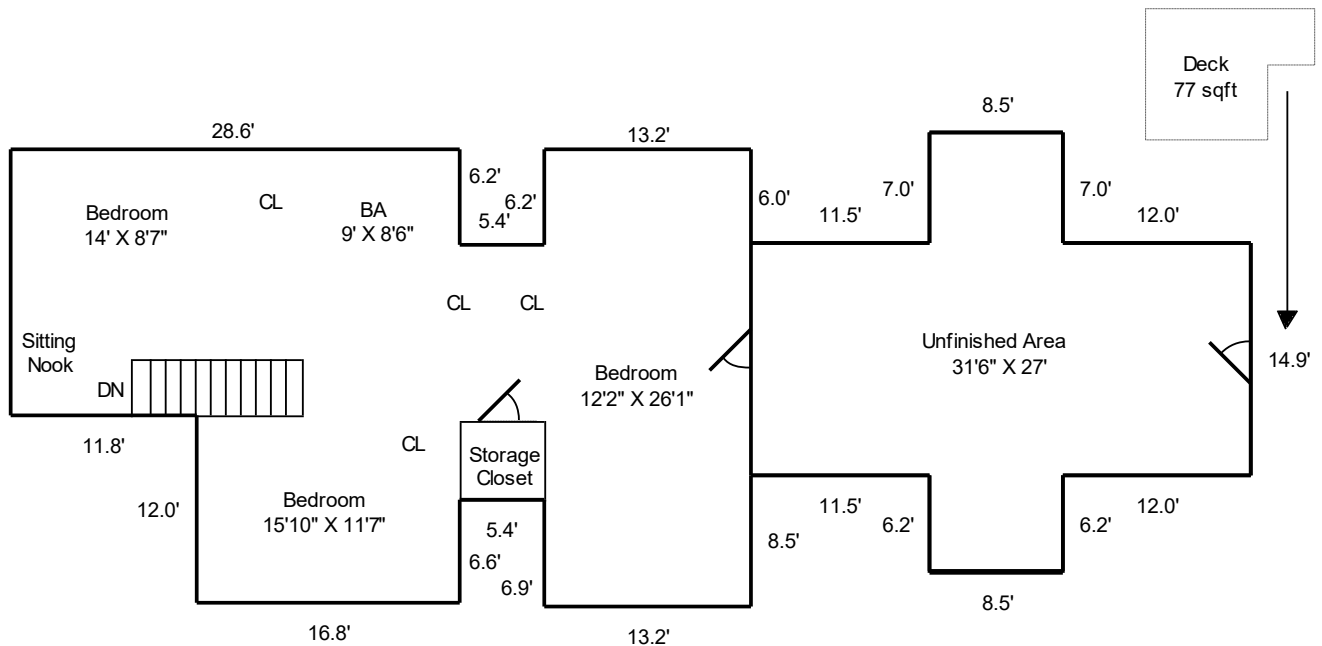 Deck
77 sqft
8.5'
28.6'
13.2'
6.2'
6.2'
5.4'
6.0'
11.5'
7.0'
7.0'
12.0'
Bedroom
14' X 8'7"
CL
BA
9' X 8'6"
CL
CL
Sitting
Nook
DN
Unfinished Area
31'6" X 27'
14.9'
Bedroom
12'2" X 26'1"
11.8'
CL
Storage
Closet
12.0'
Bedroom
15'10" X 11'7"
5.4'
6.6'
6.9'
8.5'
11.5'
6.2'
6.2'
12.0'
8.5'
16.8'
13.2'